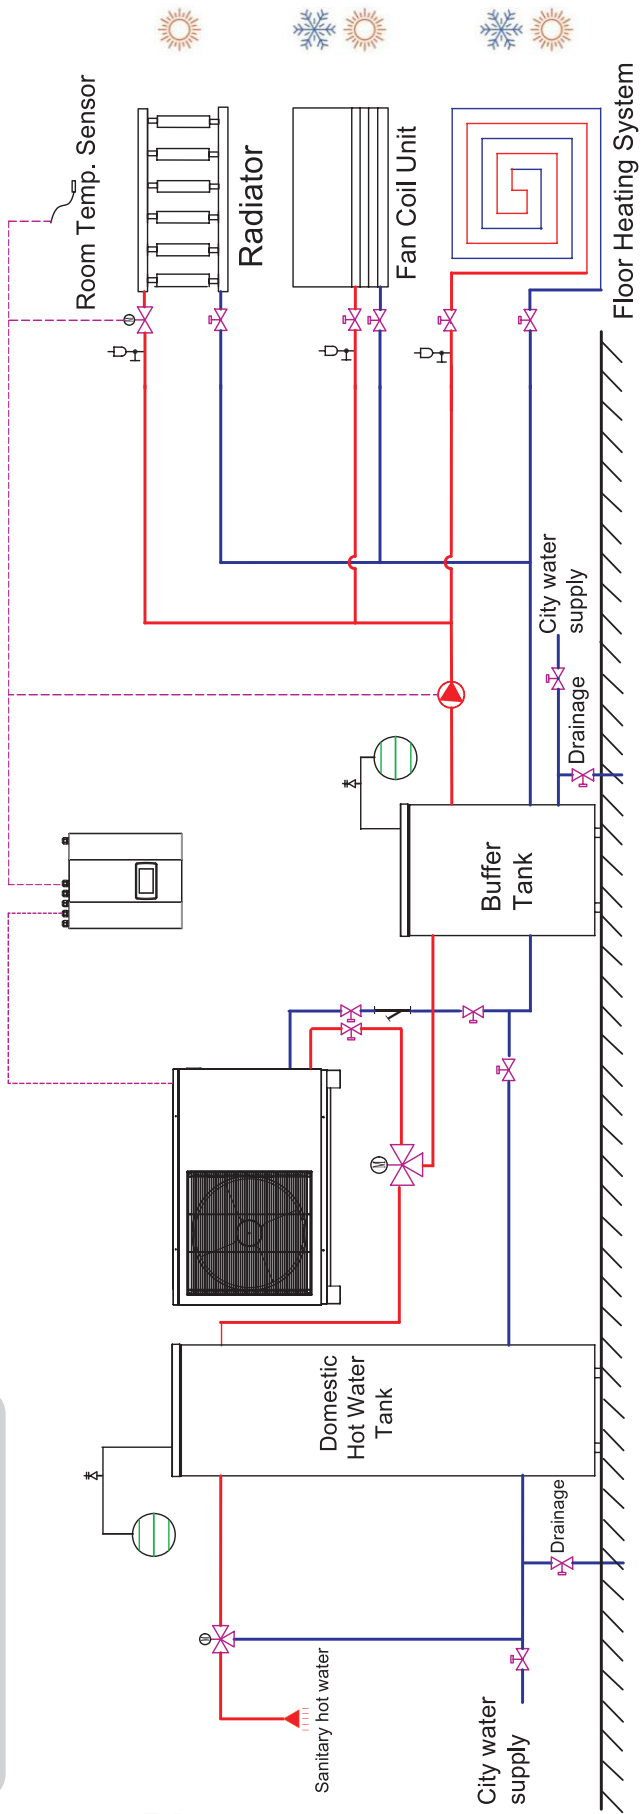 Room Temp. Sensor
Radiator
Fan Coil Unit
Floor Heating System
City water
supply
Drainage
Buffer
Tank
M
Domestic
Hot Water
Tank
Drainage
Sanitary hot water
City water
supply